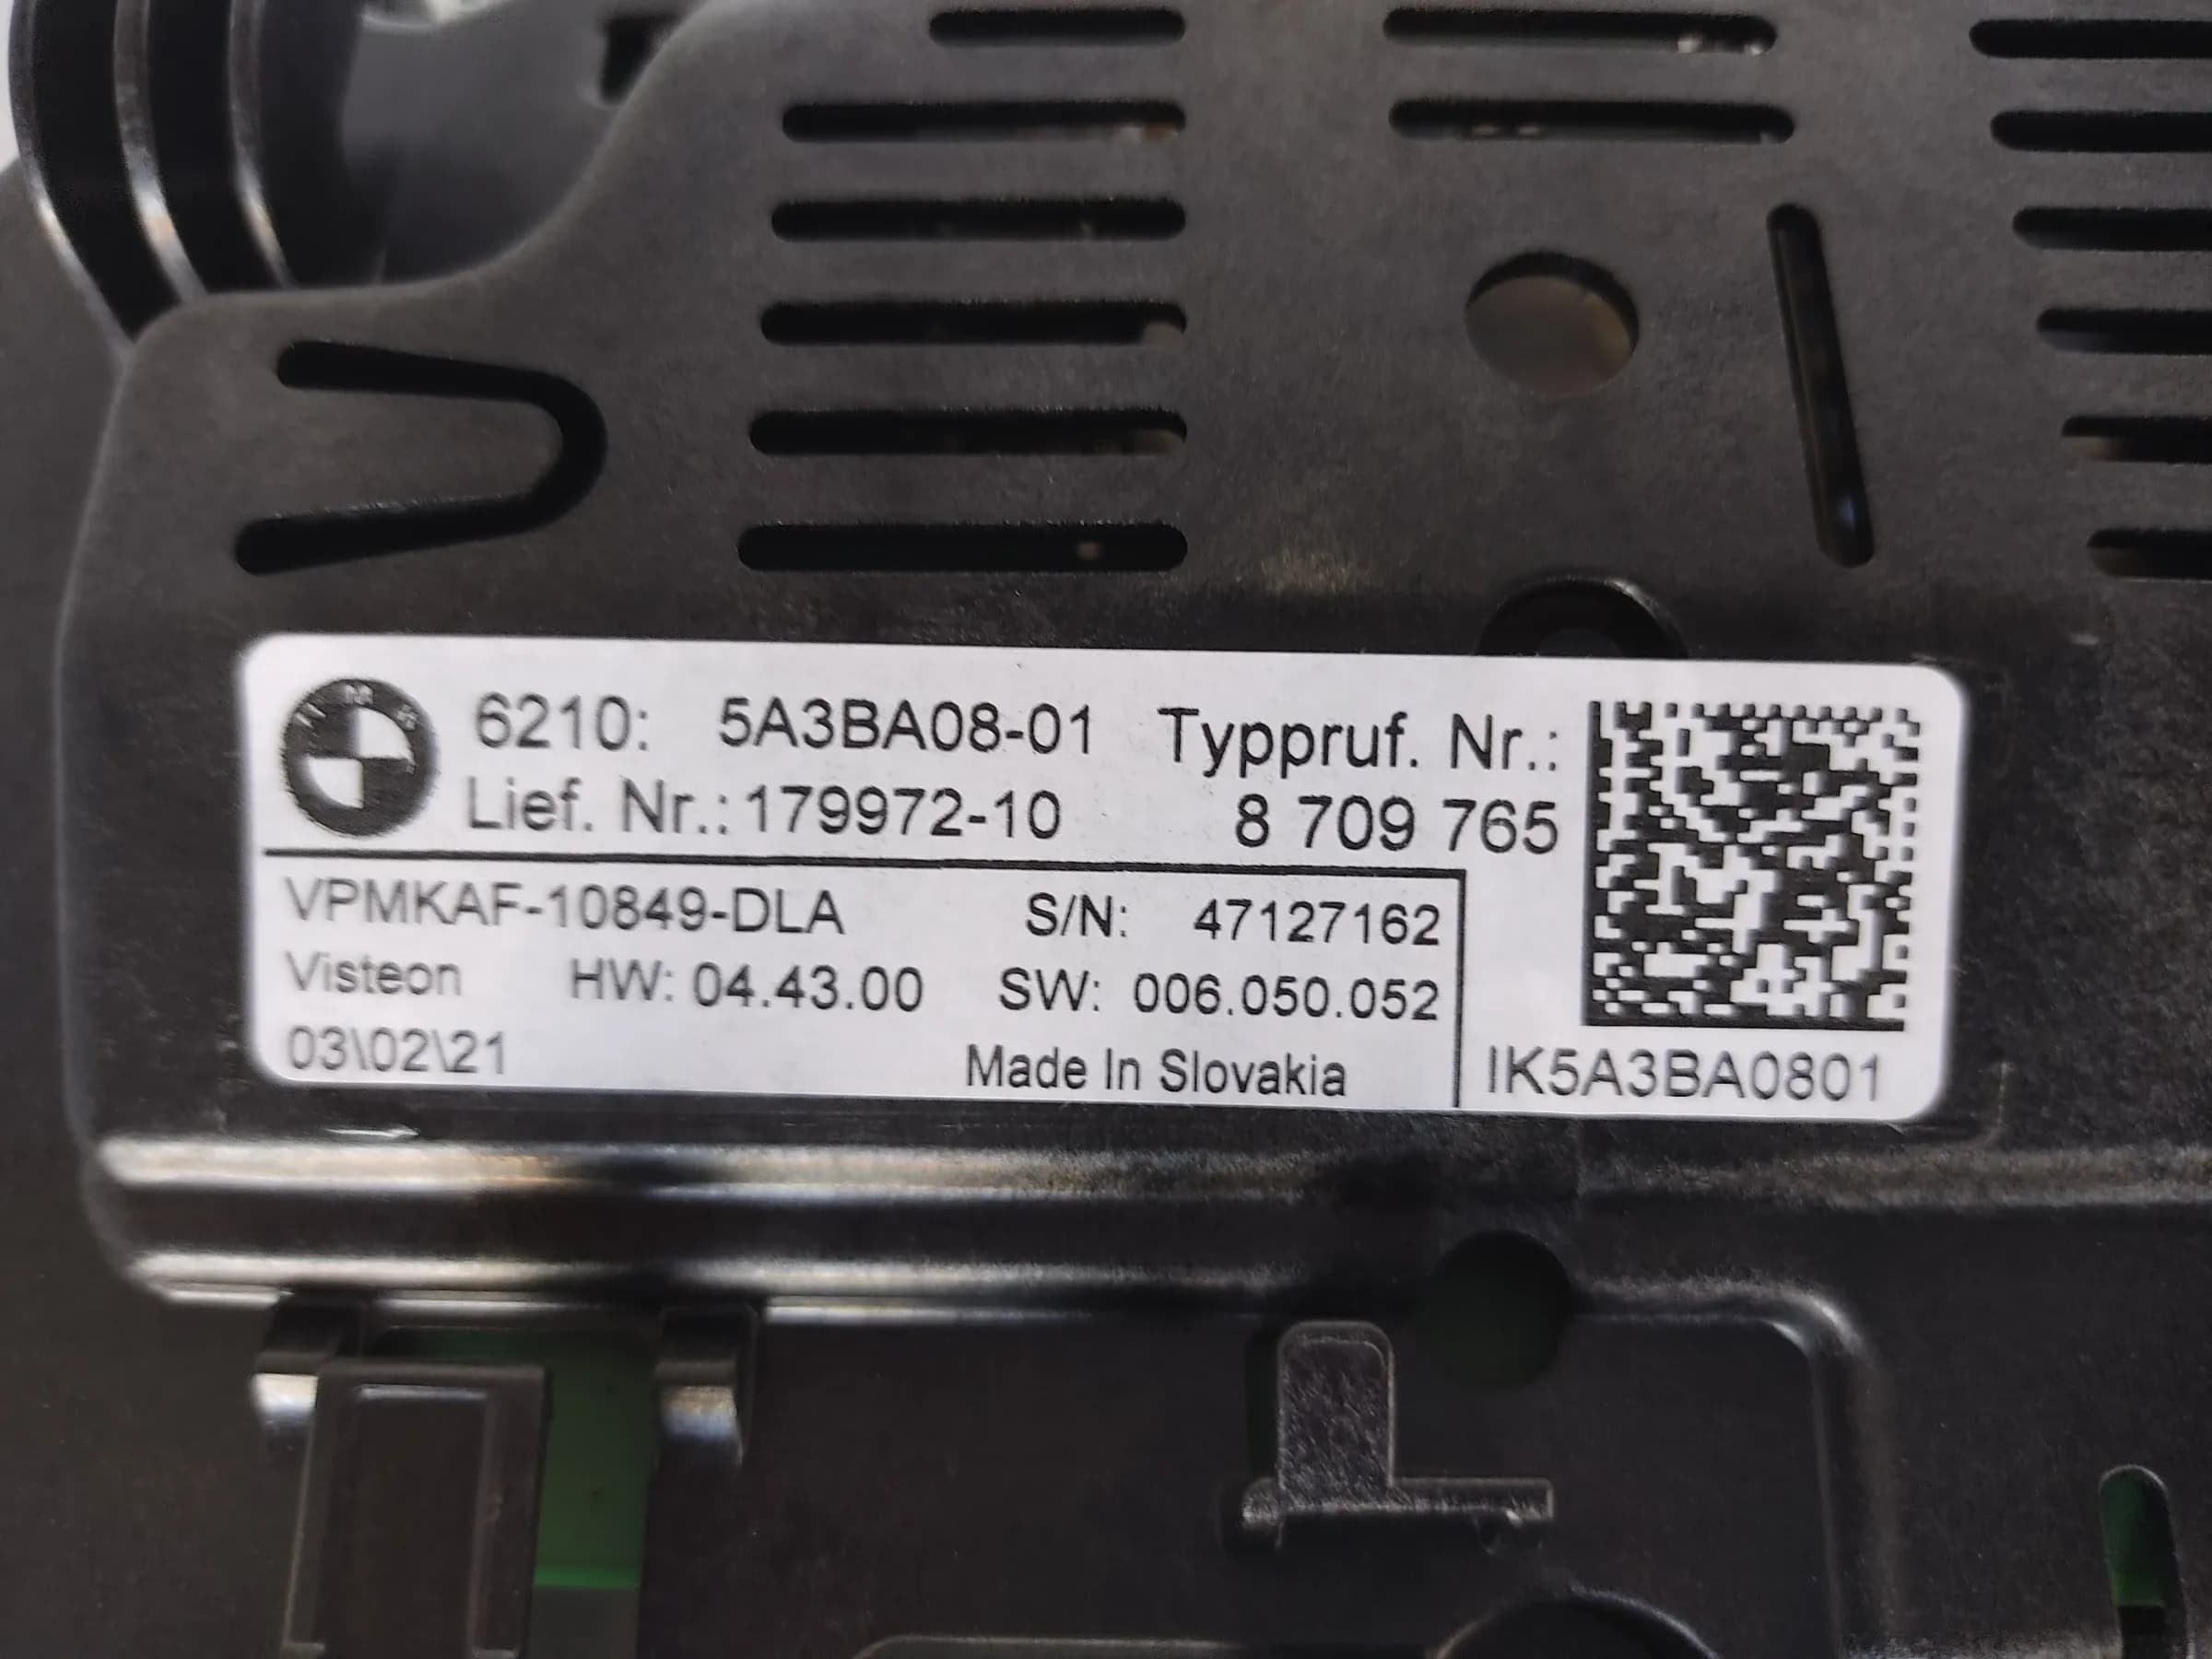 6210: 5A3BA08-01 Typpruf. Nr.:
Lief. Nr.: 179972-10 8 709 765
VPMKAF-10849-DLA S/N: 47127162
Visteon HW: 04.43.00 SW: 006.050.052
03\02\21 Made In Slovakia IK5A3BA0801